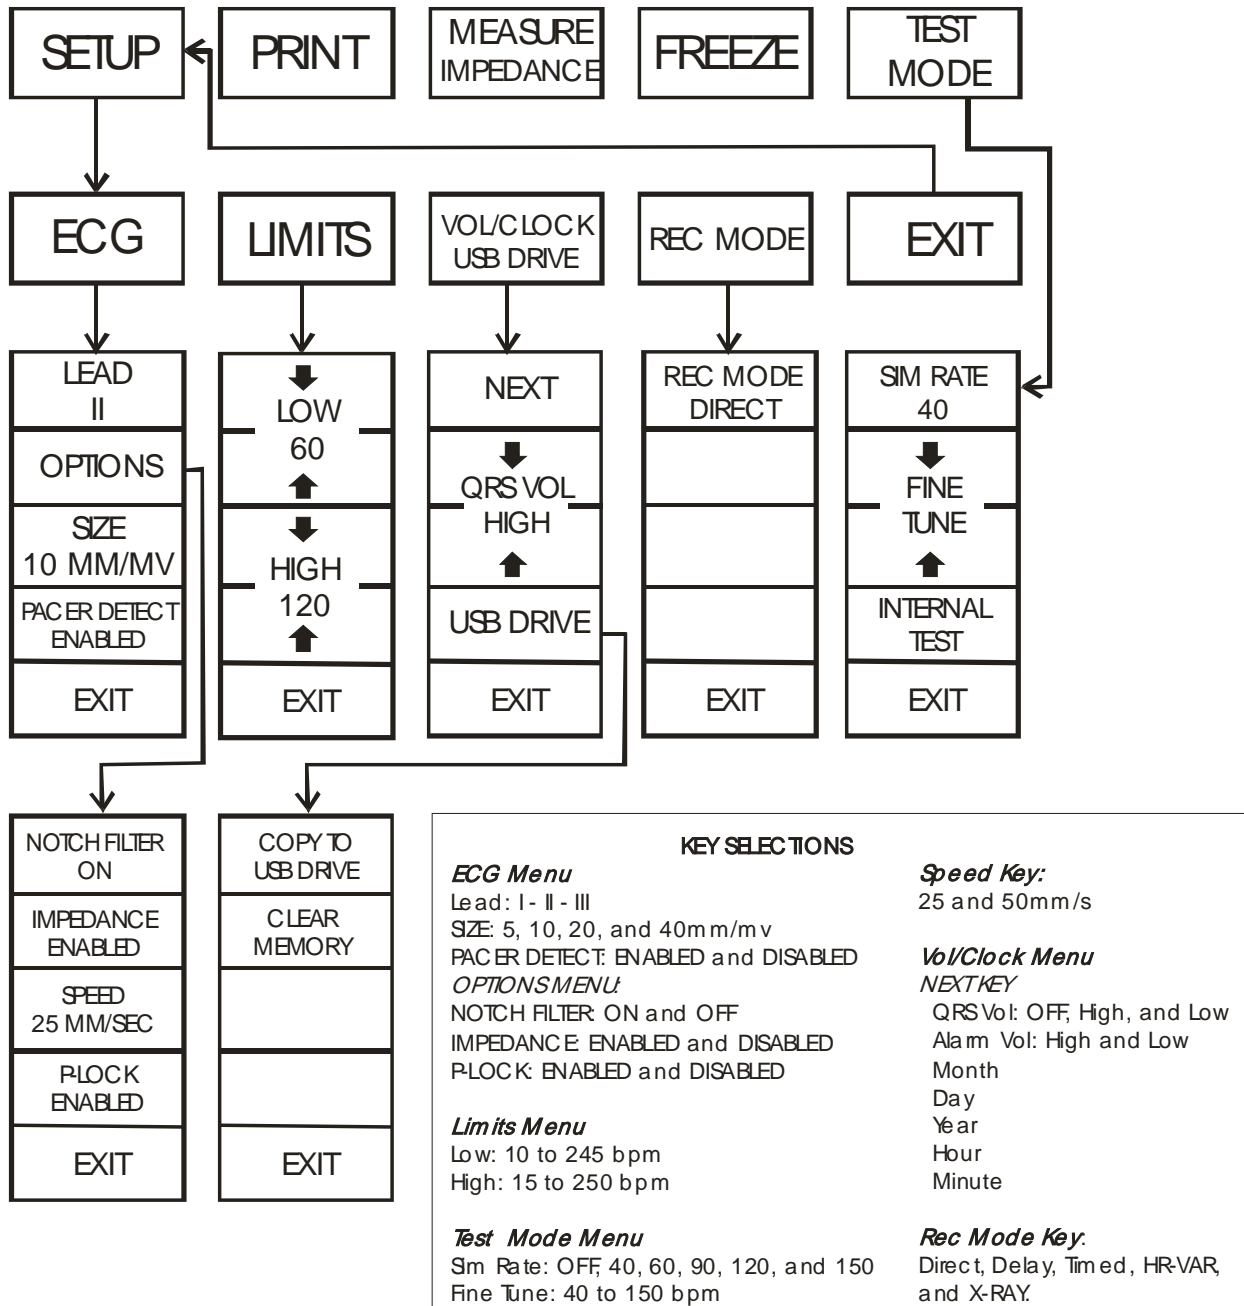 SETUP
PRINT
MEASURE
IMPEDANCE
FREEZE
TEST
MODE
ECG
LIMITS
VOL/CLOCK
USB DRIVE
REC MODE
EXIT
LEAD
II
OPTIONS
SIZE
10 MM/MV
PACER DETECT
ENABLED
EXIT
LOW
60
HIGH
120
EXIT
NEXT
QRS VOL
HIGH
USB DRIVE
EXIT
REC MODE
DIRECT
EXIT
SIM RATE
40
FINE
TUNE
INTERNAL
TEST
EXIT
NOTCH FILTER
ON
IMPEDANCE
ENABLED
SPEED
25 MM/SEC
P-LOCK
ENABLED
EXIT
COPY TO
USB DRIVE
CLEAR
MEMORY
EXIT
KEY SELECTIONS
ECG Menu
Lead: I - II - III
SIZE: 5, 10, 20, and 40mm/mv
PACER DETECT: ENABLED and DISABLED
OPTIONS MENU:
NOTCH FILTER: ON and OFF
IMPEDANCE: ENABLED and DISABLED
P-LOCK: ENABLED and DISABLED
Limits Menu
Low: 10 to 245 bpm
High: 15 to 250 bpm
Test Mode Menu
Sim Rate: OFF, 40, 60, 90, 120, and 150
Fine Tune: 40 to 150 bpm
Speed Key:
25 and 50mm/s
Vol/Clock Menu
NEXT KEY
QRS Vol: OFF, High, and Low
Alarm Vol: High and Low
Month
Day
Year
Hour
Minute
Rec Mode Key:
Direct, Delay, Timed, HR-VAR,
and X-RAY.